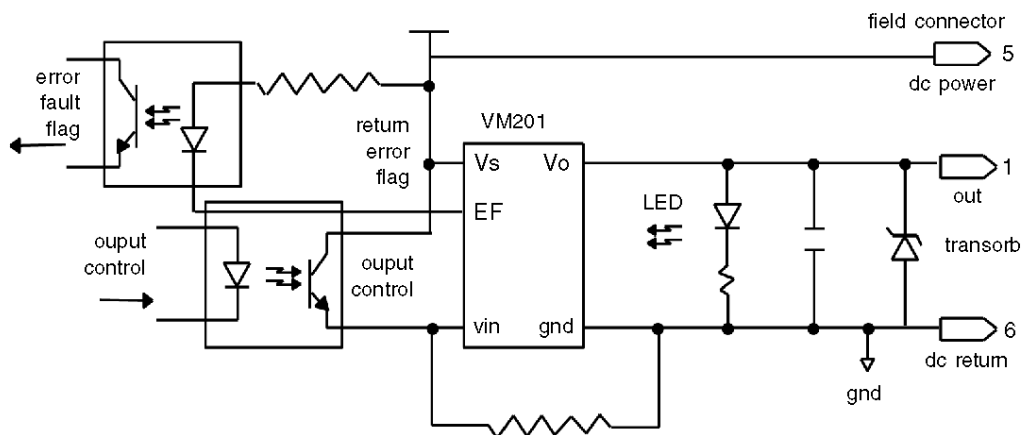 field connector
5
dc power
error
fault
flag
return
error
flag
VM201
Vs
Vo
EF
LED
1
out
transorb
ouput
control
ouput
control
vin
gnd
6
dc return
gnd